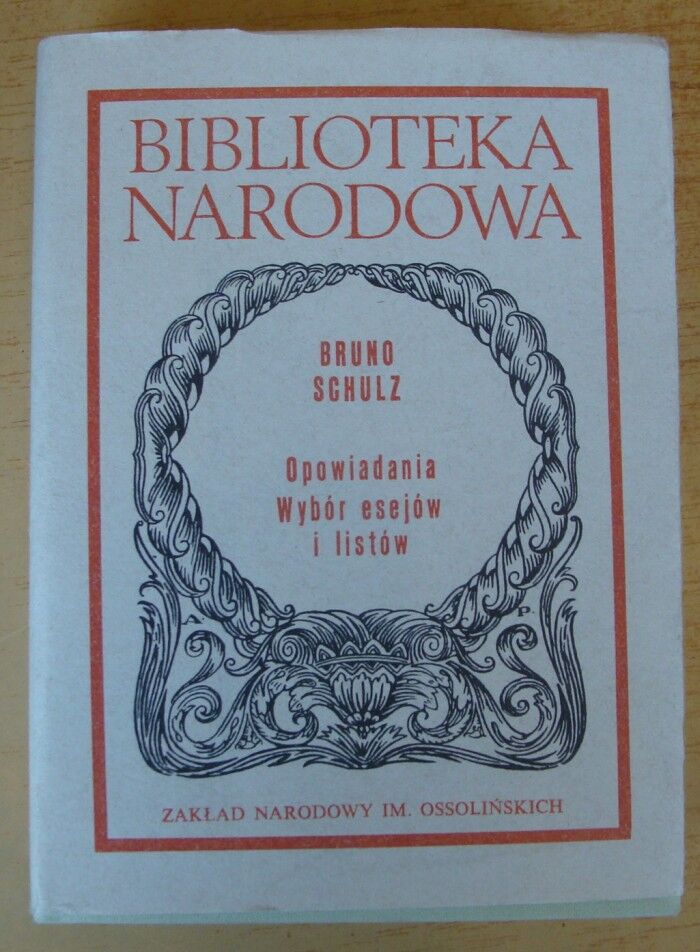 BIBLIOTEKA
NARODOWA
BRUNO
SCHULZ
Opowiadania
Wybór esejów
i listów
A. P.
ZAKŁAD NARODOWY IM. OSSOLIŃSKICH